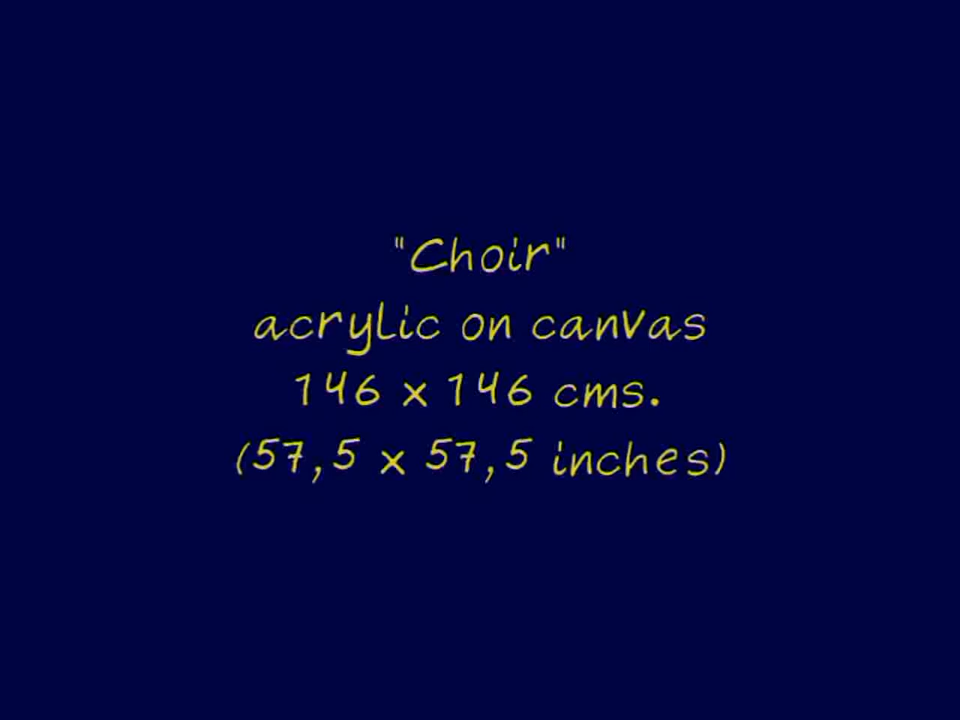 "Choir"
acrylic on canvas
146 x 146 cms.
(57,5 x 57,5 inches)